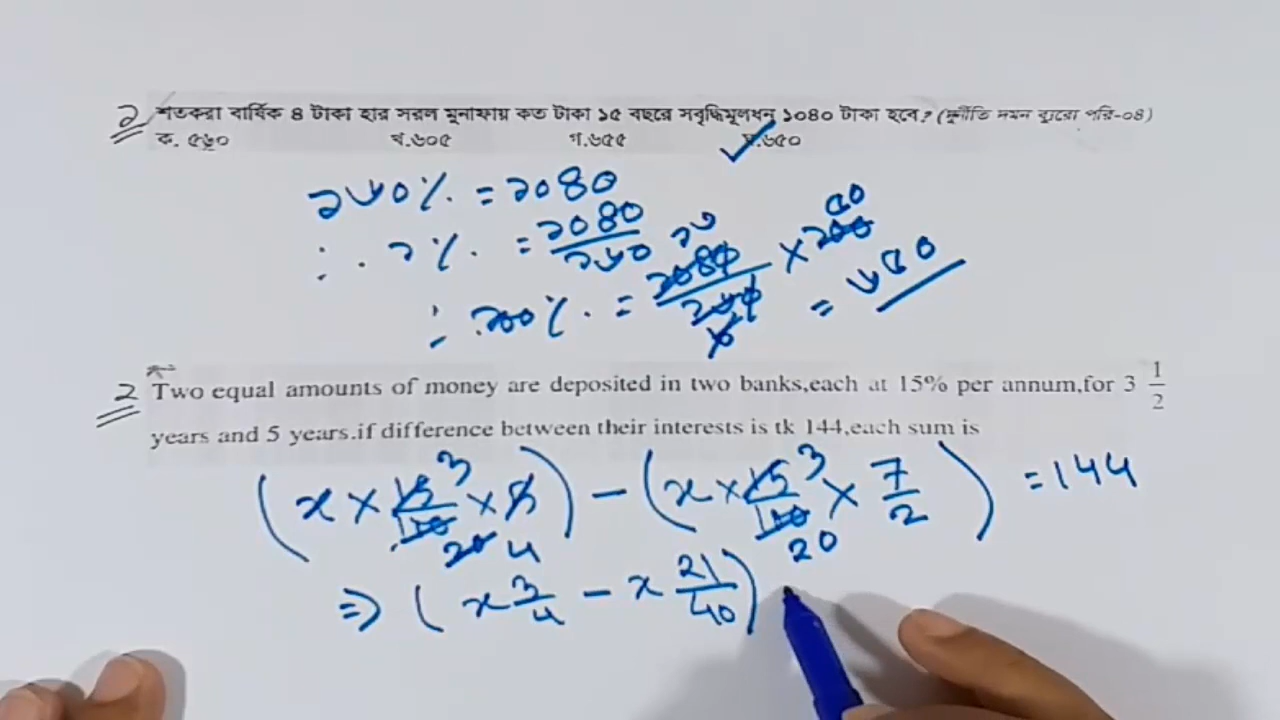 ১ শতকরা বার্ষিক ৪ টাকা হার সরল মুনাফায় কত টাকা ১৫ বছরে সবৃদ্ধিমূলধন ১০৪০ টাকা হবে? (দুর্নীতি দমন ব্যুরো পরি-০৪)
ক. ৫৬০ খ.৬০৫ গ.৬৫৫ ঘ.৬৫০
১৬০% = ১০৪০
∴ ১% = ১০৪০/১৬০
∴ ১০০% = ১০৪০/১৬০ × ১০০ = ৬৫০
2 Two equal amounts of money are deposited in two banks,each at 15% per annum,for 3 1/2
years and 5 years.if difference between their interests is tk 144,each sum is
(x × 15/100 × 5) − (x × 15/100 × 7/2) = 144
⇒ (x 3/4 − x 21/40)